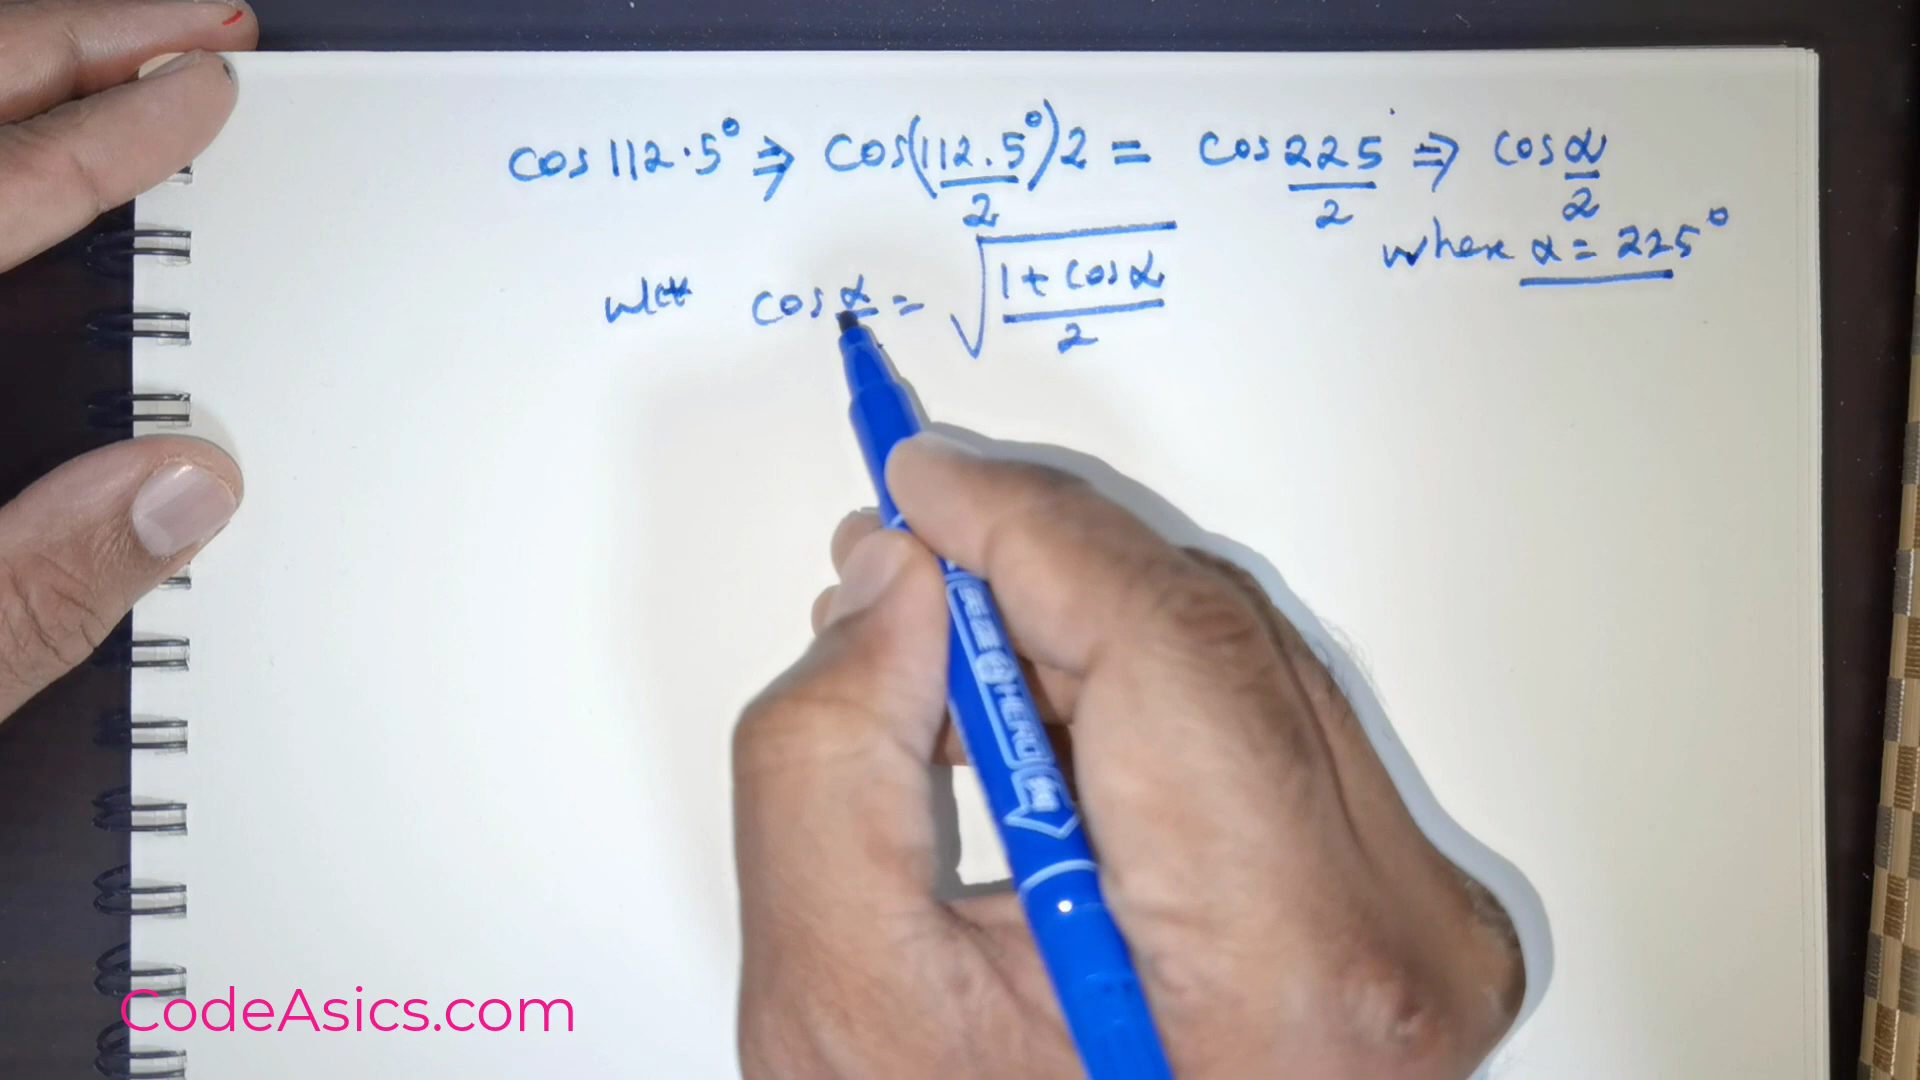 cos 112.5° ⇒ cos(112.5°/2)2 = cos 225/2 ⇒ cos α/2
where α = 225°
wkt cos α/2 = √((1 + cos α)/2)
CodeAsics.com